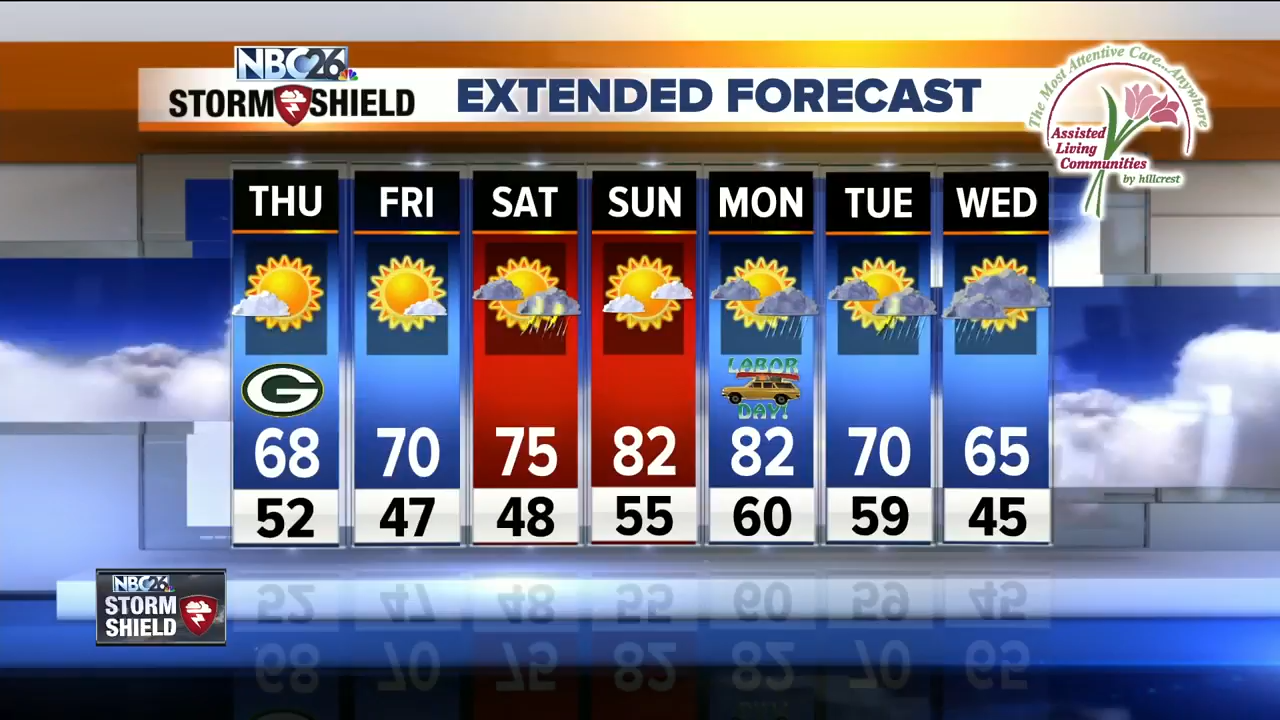 NBC26
STORM SHIELD
EXTENDED FORECAST
The Most Attentive Care...Anywhere
Assisted
Living
Communities
by hillcrest
THU FRI SAT SUN MON TUE WED
G
LABOR
DAY!
68 70 75 82 82 70 65
52 47 48 55 60 59 45
NBC26
STORM
SHIELD